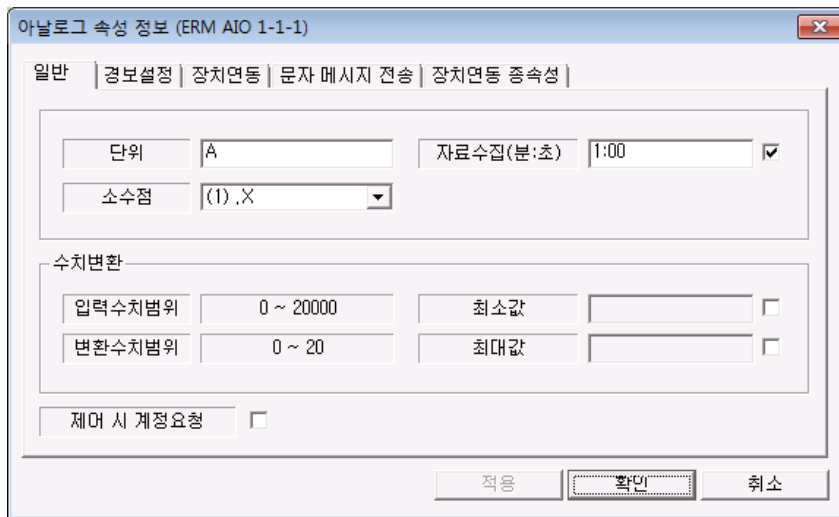 아날로그 속성 정보 (ERM AIO 1-1-1)
일반 경보설정 장치연동 문자 메시지 전송 장치연동 종속성
단위 A 자료수집(분:초) 1:00
소수점 (1) ,X
수치변환
입력수치범위 0 ~ 20000 최소값
변환수치범위 0 ~ 20 최대값
제어 시 계정요청
적용 확인 취소